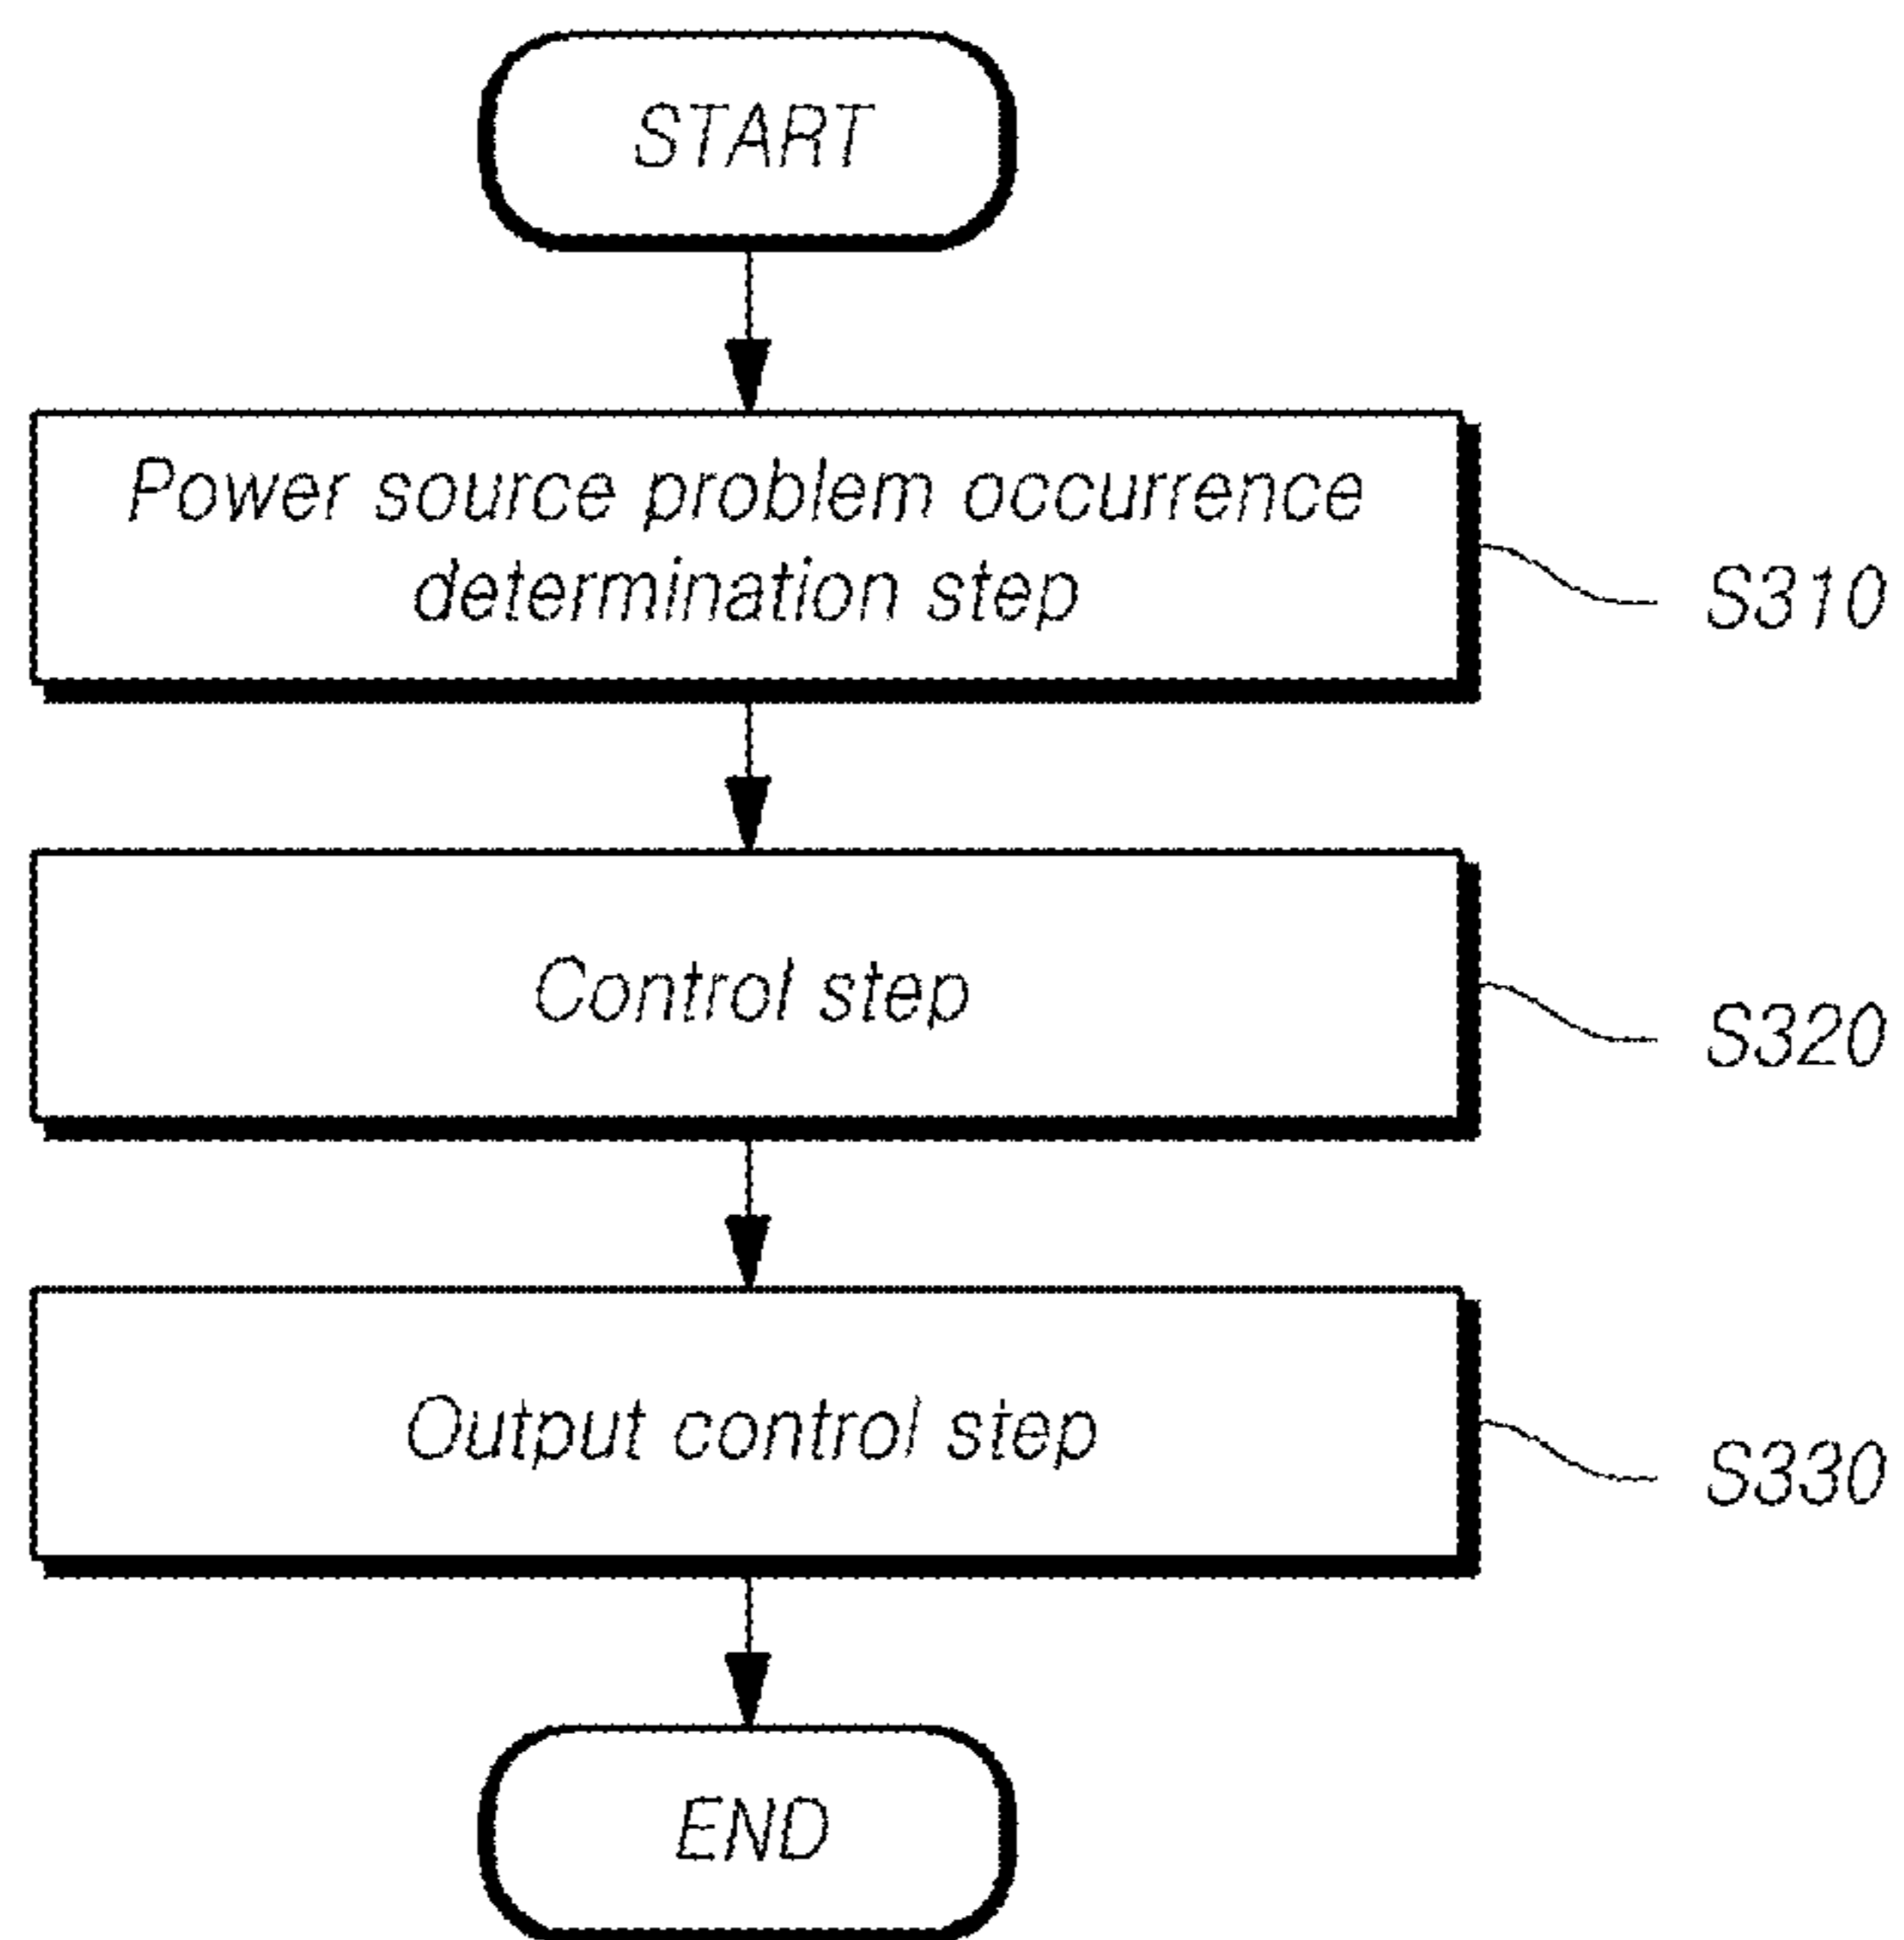 START
Power source problem occurrence
determination step
S310
Control step
S320
Output control step
S330
END